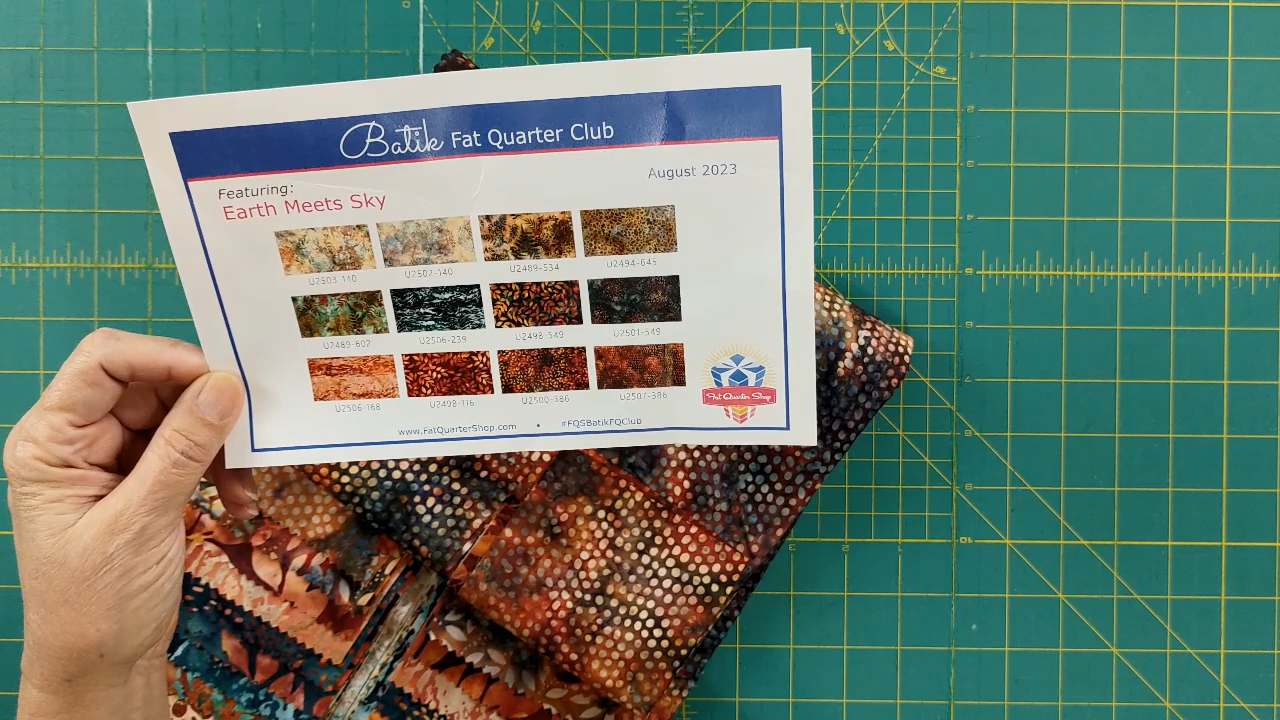 Batik Fat Quarter Club
August 2023
Featuring:
Earth Meets Sky
U2503-140 U2502-140 U2489-534 U2494-645
U2489-602 U2506-239 U2498-549 U2501-549
U2506-168 U2498-116 U2500-386 U2507-386
Fat Quarter Shop
www.FatQuarterShop.com • #FQSBatikFQClub